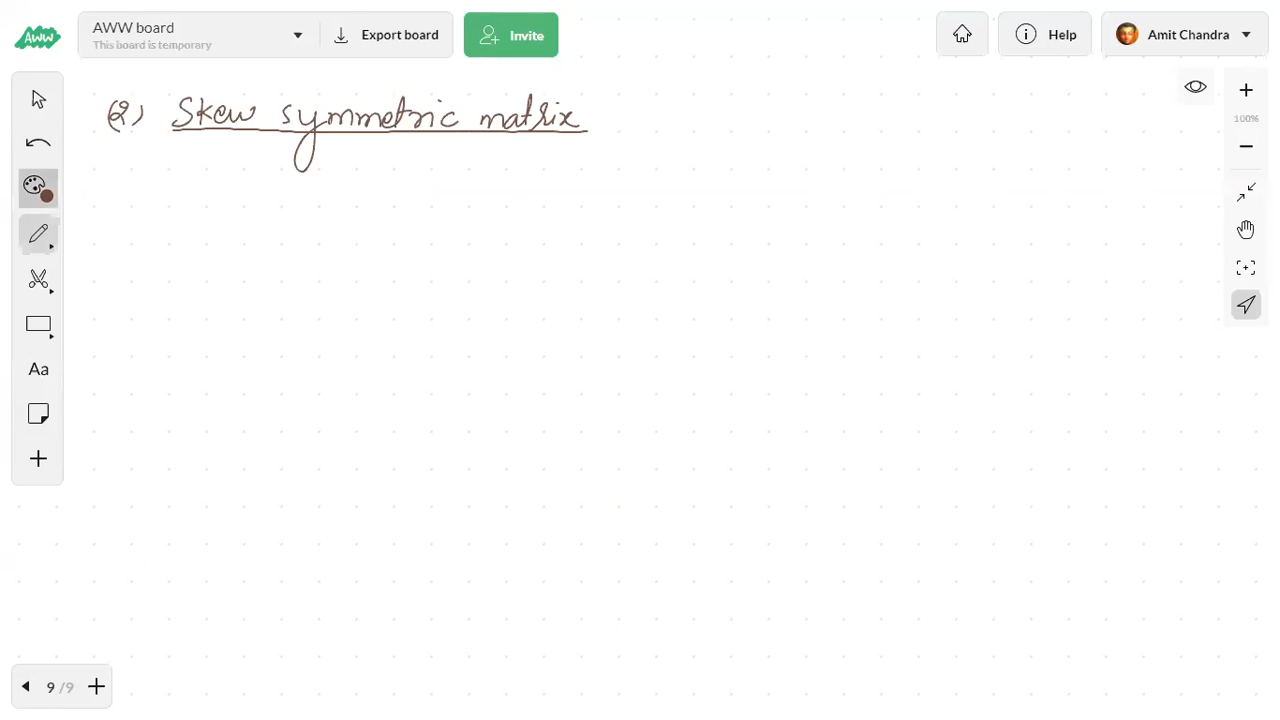 AWW
AWW board
This board is temporary
Export board
Invite
Help
Amit Chandra
(2) Skew symmetric matrix
100%
Aa
9 /9